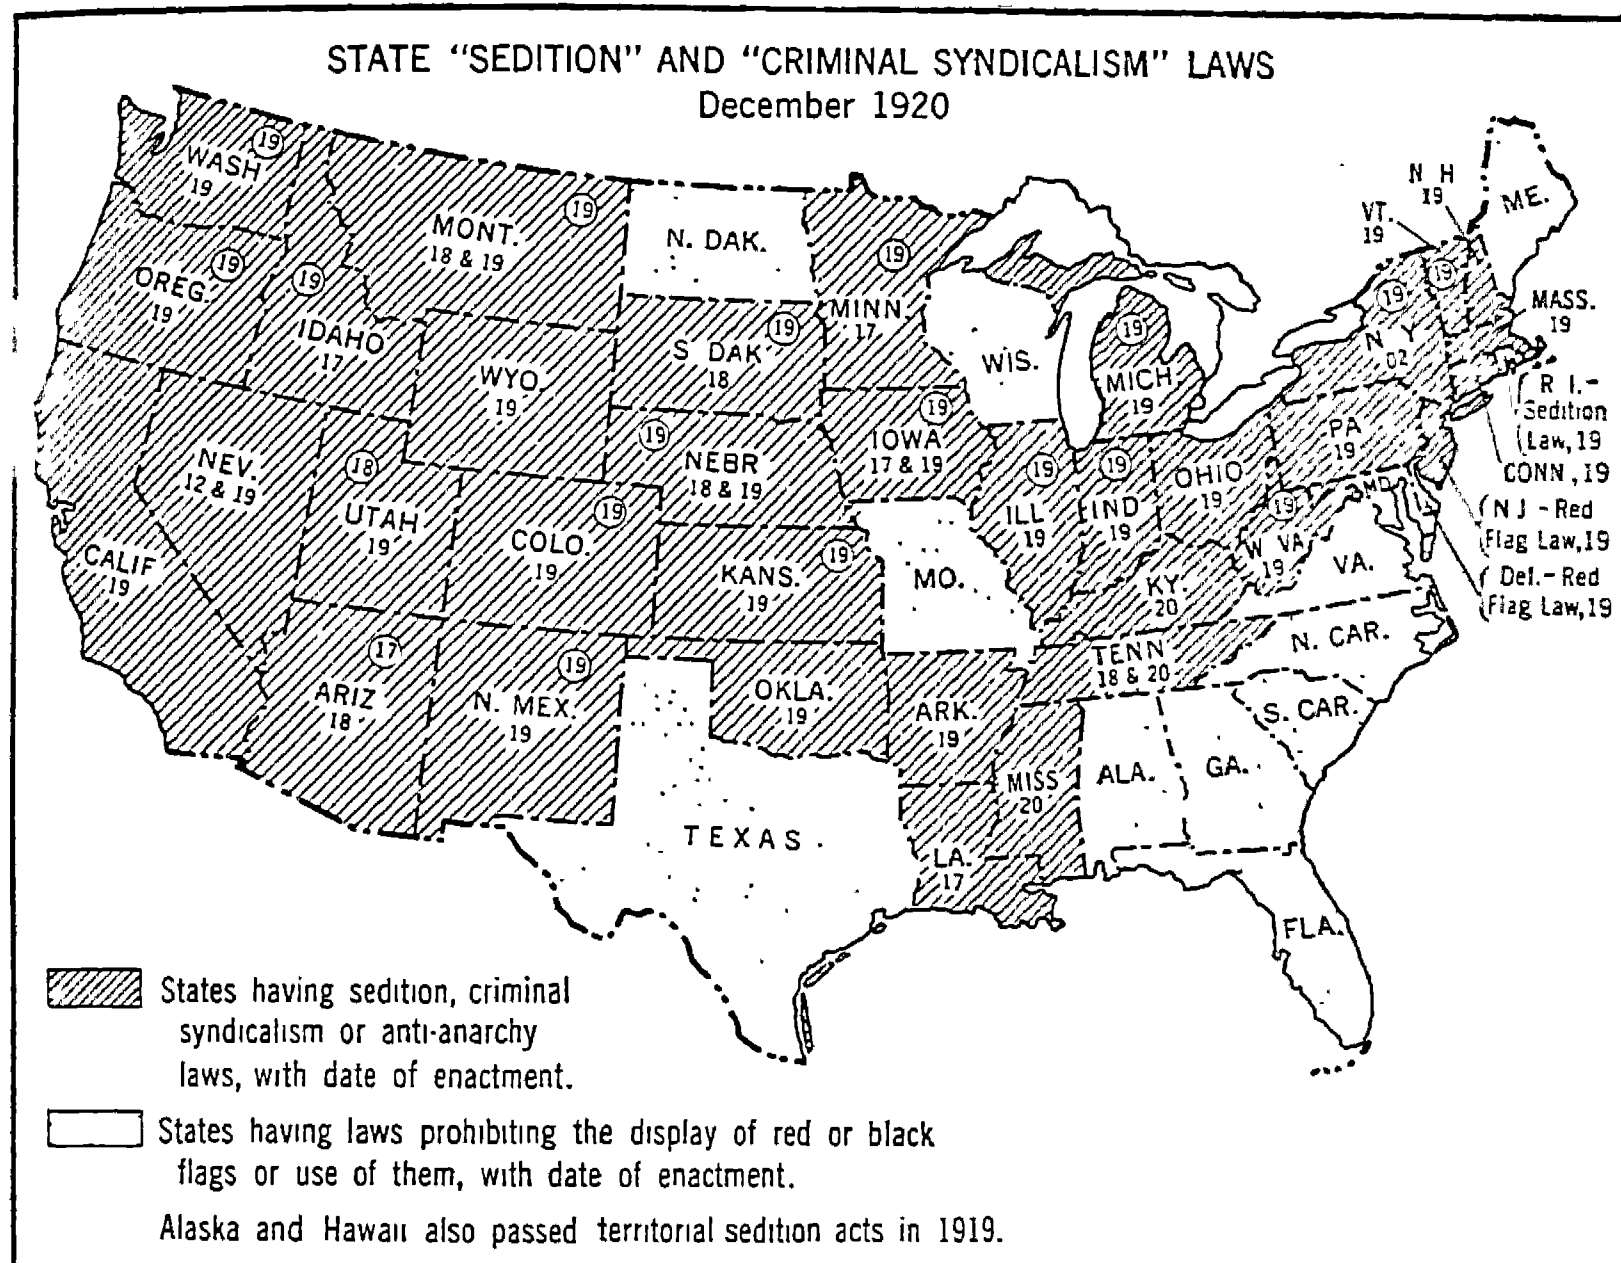 STATE “SEDITION” AND “CRIMINAL SYNDICALISM” LAWS
December 1920
19
WASH
19
19
MONT.
18 & 19
N. DAK.
19
MINN.
17
N H
19
VT.
19
ME.
19
OREG.
19
19
IDAHO
17
WYO.
19
19
S DAK
18
WIS.
19
MICH
19
19
N Y
02
19
MASS.
19
R I.-
Sedition
Law, 19
CONN, 19
(N J - Red
Flag Law, 19
( Del.- Red
Flag Law, 19
NEV.
12 & 19
18
UTAH
19
19
COLO.
19
19
NEBR
18 & 19
19
IOWA
17 & 19
19
ILL
19
19
IND
19
OHIO
19
PA
19
MD.
19
W VA
19
VA.
CALIF
19
19
KANS.
19
MO.
KY.
20
N. CAR.
17
ARIZ
18
19
N. MEX.
19
OKLA.
19
ARK.
19
TENN
18 & 20
S. CAR.
TEXAS
LA.
17
MISS
20
ALA.
GA.
FLA.
States having sedition, criminal
syndicalism or anti-anarchy
laws, with date of enactment.
States having laws prohibiting the display of red or black
flags or use of them, with date of enactment.
Alaska and Hawaii also passed territorial sedition acts in 1919.